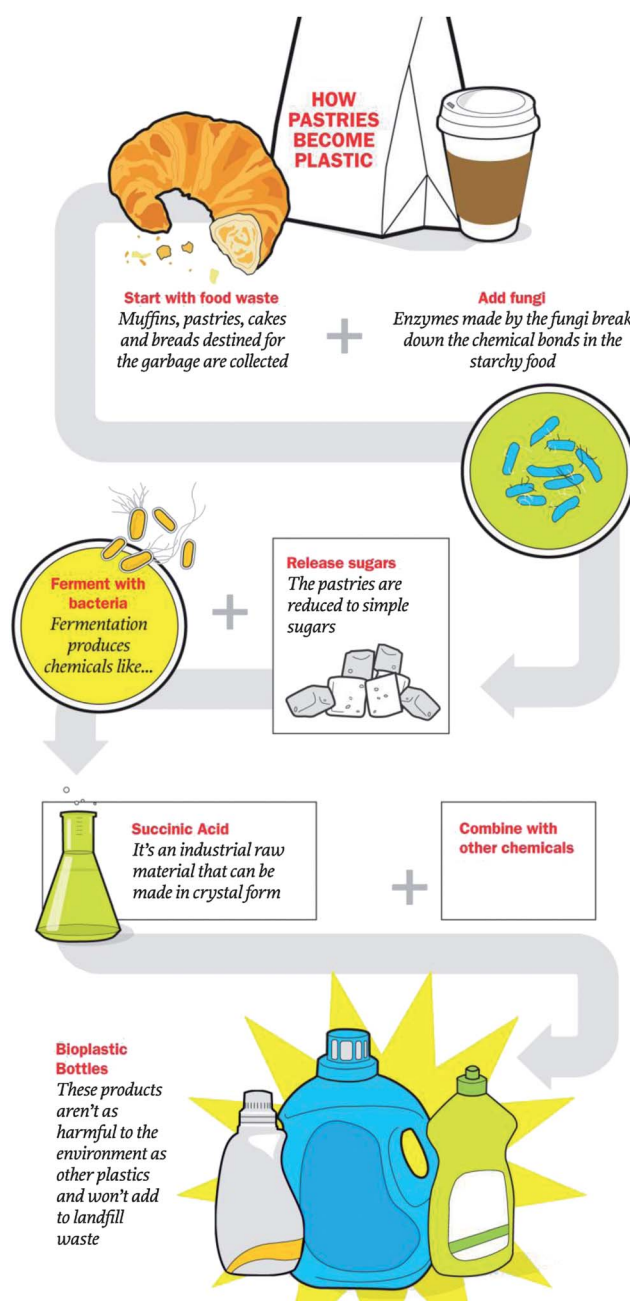 HOW
PASTRIES
BECOME
PLASTIC
Start with food waste
Muffins, pastries, cakes
and breads destined for
the garbage are collected
+
Add fungi
Enzymes made by the fungi break
down the chemical bonds in the
starchy food
Release sugars
The pastries are
reduced to simple
sugars
+
Ferment with
bacteria
Fermentation
produces
chemicals like...
Succinic Acid
It's an industrial raw
material that can be
made in crystal form
+
Combine with
other chemicals
Bioplastic
Bottles
These products
aren't as
harmful to the
environment as
other plastics
and won't add
to landfill
waste